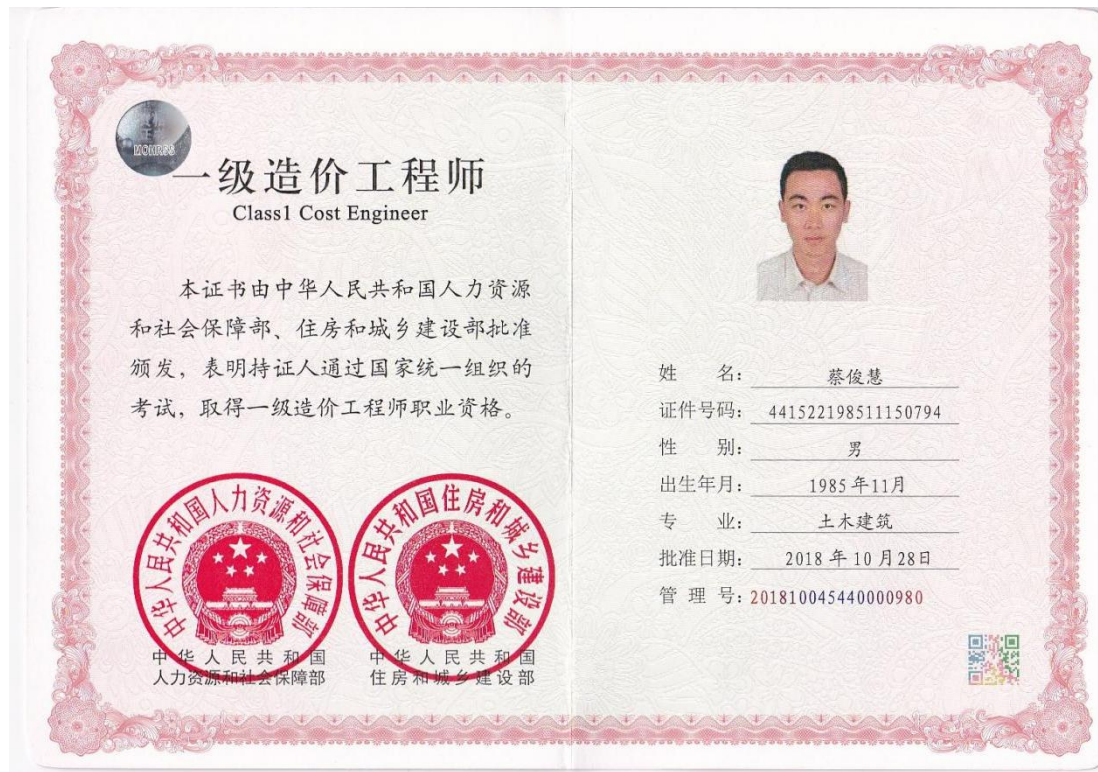 MOHRSS
一级造价工程师
Class1 Cost Engineer
本证书由中华人民共和国人力资源
和社会保障部、住房和城乡建设部批准
颁发，表明持证人通过国家统一组织的
考试，取得一级造价工程师职业资格。
中华人民共和国人力资源和社会保障部
中华人民共和国住房和城乡建设部
中华人民共和国
人力资源和社会保障部
中华人民共和国
住房和城乡建设部
姓 名：蔡俊慧
证件号码：441522198511150794
性 别：男
出生年月：1985年11月
专 业：土木建筑
批准日期：2018年10月28日
管 理 号：201810045440000980